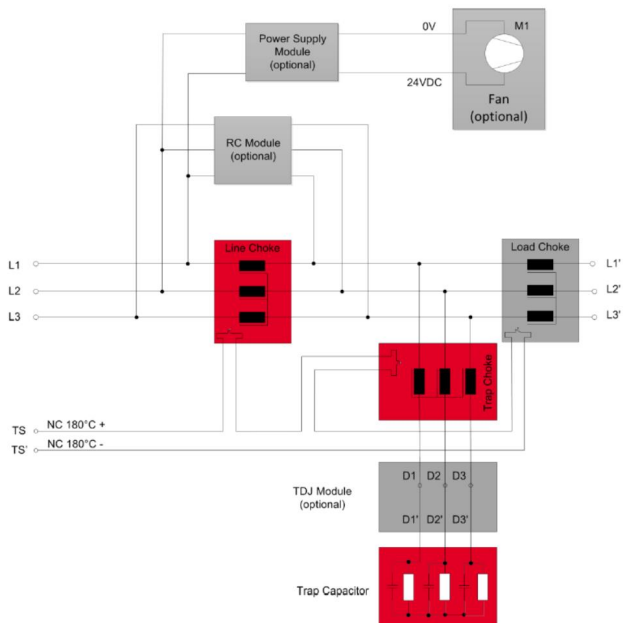 0V
M1
Power Supply
Module
(optional)
24VDC
Fan
(optional)
RC Module
(optional)
Line Choke
Load Choke
L1
L1'
L2
L2'
L3
L3'
Trap Choke
TS
NC 180°C +
TS'
NC 180°C -
D1 D2 D3
TDJ Module
(optional)
D1' D2' D3'
Trap Capacitor